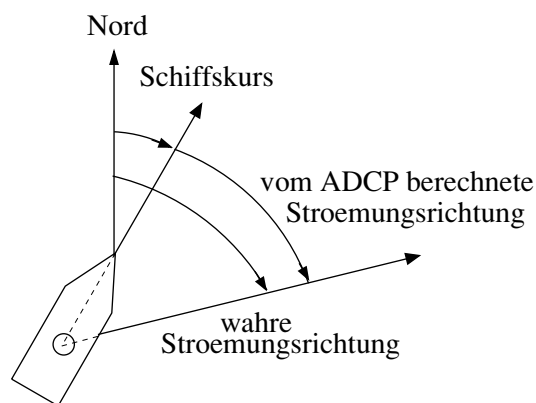 Nord
Schiffskurs
vom ADCP berechnete
Stroemungsrichtung
wahre
Stroemungsrichtung